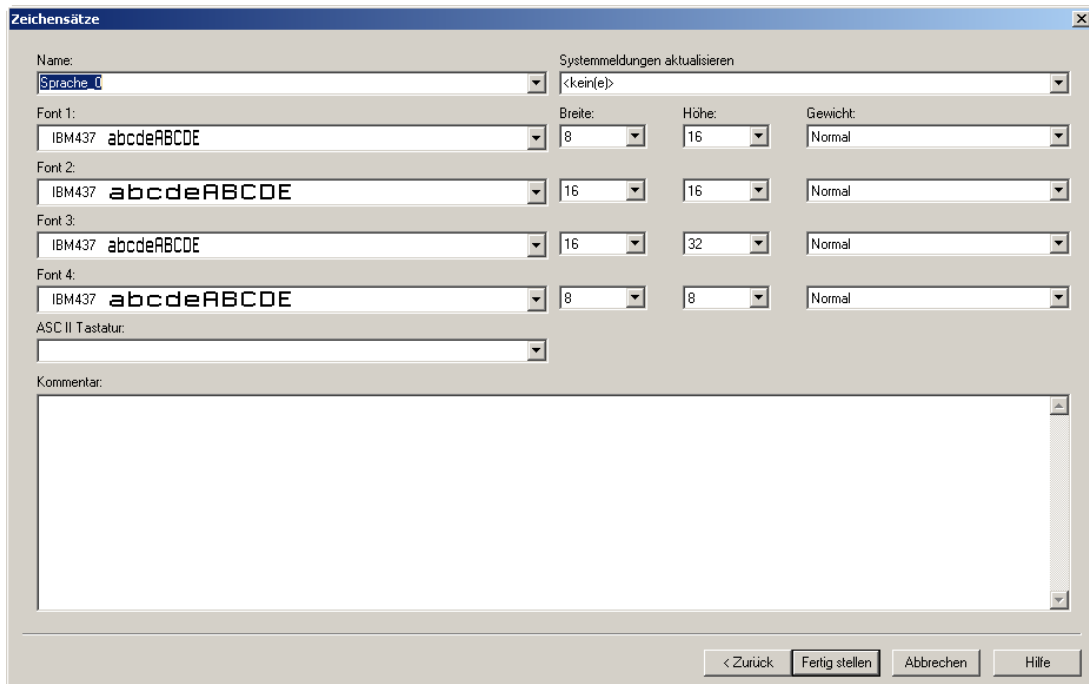 Zeichensätze
Name: Systemmeldungen aktualisieren
Sprache_0 <kein(e)>
Font 1: Breite: Höhe: Gewicht:
IBM437 abcdeABCDE 8 16 Normal
Font 2:
IBM437 abcdeABCDE 16 16 Normal
Font 3:
IBM437 abcdeABCDE 16 32 Normal
Font 4:
IBM437 abcdeABCDE 8 8 Normal
ASC II Tastatur:
Kommentar:
< Zurück Fertig stellen Abbrechen Hilfe